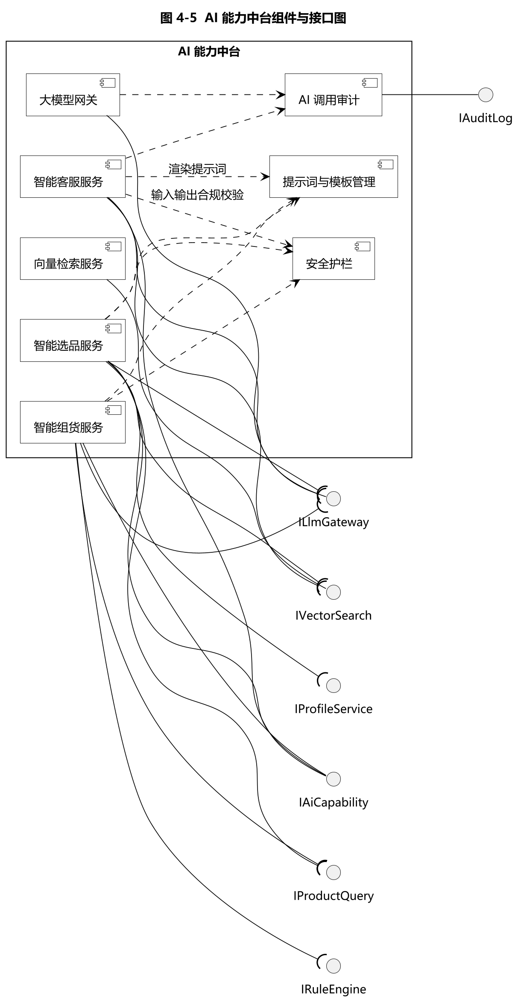 图 4-5 AI 能力中台组件与接口图
AI 能力中台
大模型网关
AI 调用审计
IAuditLog
智能客服服务
渲染提示词
提示词与模板管理
输入输出合规校验
向量检索服务
安全护栏
智能选品服务
智能组货服务
ILlmGateway
IVectorSearch
IProfileService
IAiCapability
IProductQuery
IRuleEngine